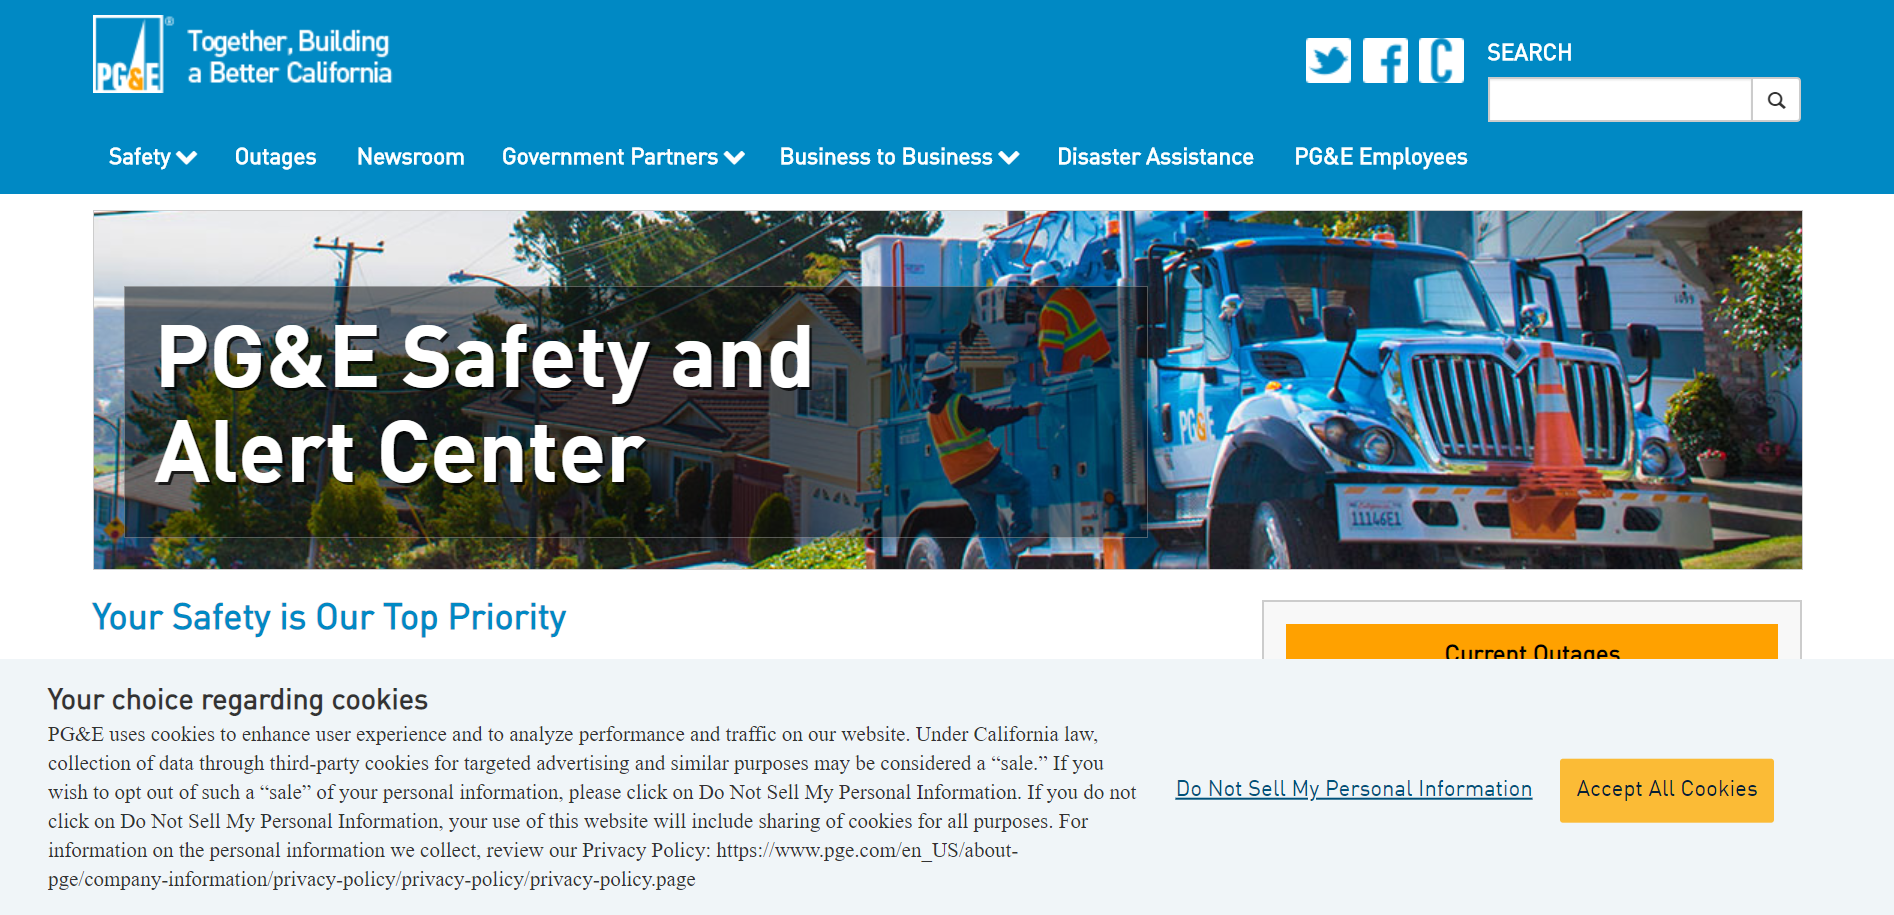 PG&E®
Together, Building
a Better California
SEARCH
Safety
Outages
Newsroom
Government Partners
Business to Business
Disaster Assistance
PG&E Employees
PG&E Safety and
Alert Center
1099
PG&E
11146E1
Your Safety is Our Top Priority
Current Outages
Your choice regarding cookies
PG&E uses cookies to enhance user experience and to analyze performance and traffic on our website. Under California law,
collection of data through third-party cookies for targeted advertising and similar purposes may be considered a “sale.” If you
wish to opt out of such a “sale” of your personal information, please click on Do Not Sell My Personal Information. If you do not
click on Do Not Sell My Personal Information, your use of this website will include sharing of cookies for all purposes. For
information on the personal information we collect, review our Privacy Policy: https://www.pge.com/en_US/about-
pge/company-information/privacy-policy/privacy-policy/privacy-policy.page
Do Not Sell My Personal Information
Accept All Cookies